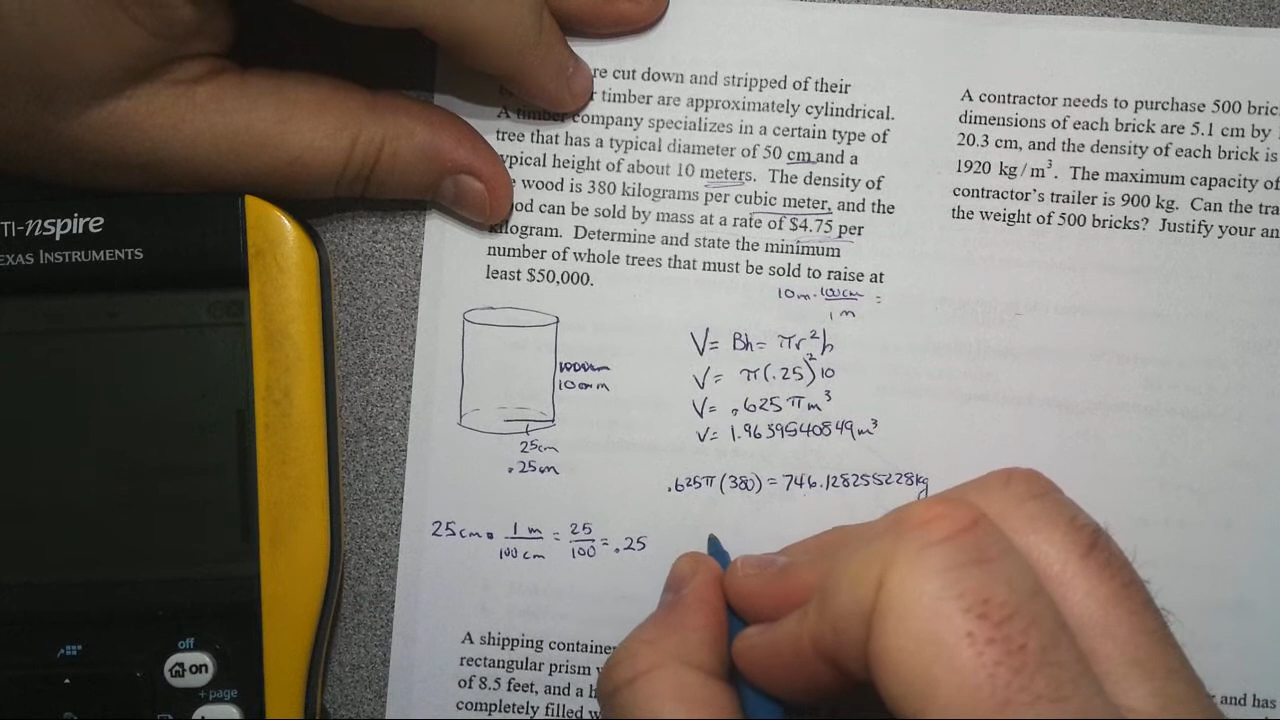 re cut down and stripped of their
timber are approximately cylindrical.
A timber company specializes in a certain type of
tree that has a typical diameter of 50 cm and a
ypical height of about 10 meters. The density of
wood is 380 kilograms per cubic meter, and the
ood can be sold by mass at a rate of $4.75 per
kilogram. Determine and state the minimum
number of whole trees that must be sold to raise at
least $50,000.
10m · 100cm / 1m =
V= Bh= πr²h
V= π(.25)²10
V= .625πm³
V= 1.9639540849m³
10 m
25cm
.25m
.625π(380) = 746.128255228kg
25cm · 1m / 100cm = 25 / 100 = .25
A shipping containe
rectangular prism
of 8.5 feet, and a h
completely filled w
A contractor needs to purchase 500 bric
dimensions of each brick are 5.1 cm by
20.3 cm, and the density of each brick is
1920 kg/m³. The maximum capacity of
contractor's trailer is 900 kg. Can the tra
the weight of 500 bricks? Justify your an
and has
TI-nspire
EXAS INSTRUMENTS
off
on
+page